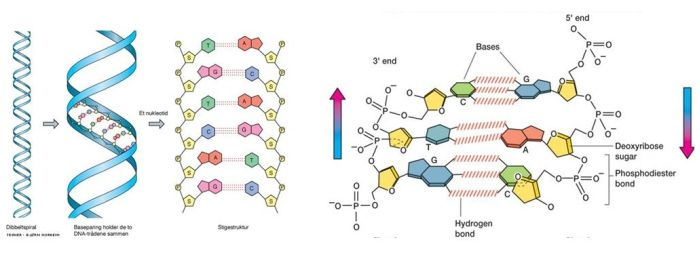 Et nukleotid
Dibbeltspiral
Baseparing holder de to
DNA-trådene sammen
P T A P
S S
P G C P
S S
P T A P
S S
P C G P
S S
P A T P
S S
P G C P
S S
Stigestruktur
5' end
3' end
Bases
O P O⁻
O⁻
O
G
C
T
A
G
C
Deoxyribose
sugar
Phosphodiester
bond
Hydrogen
bond